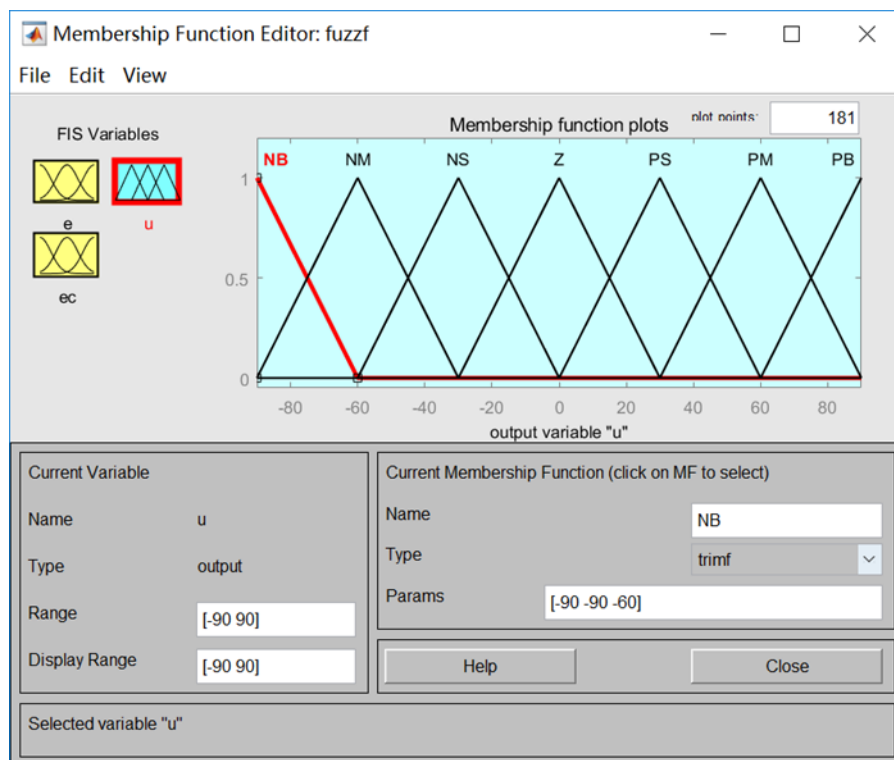 Membership Function Editor: fuzzf
File Edit View
FIS Variables
e
u
ec
Membership function plots
plot points:
181
NB NM NS Z PS PM PB
1
0.5
0
-80 -60 -40 -20 0 20 40 60 80
output variable "u"
Current Variable
Name u
Type output
Range [-90 90]
Display Range [-90 90]
Current Membership Function (click on MF to select)
Name NB
Type trimf
Params [-90 -90 -60]
Help Close
Selected variable "u"